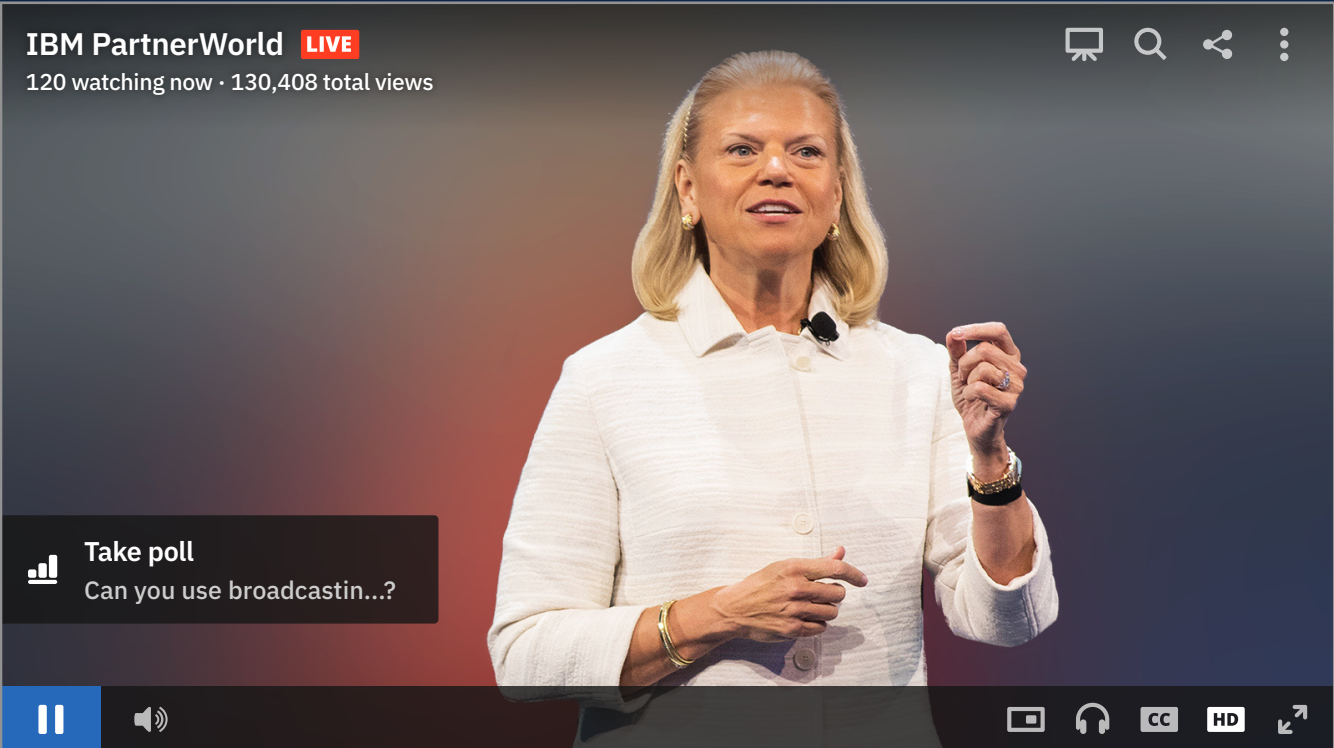 IBM PartnerWorld LIVE
120 watching now · 130,408 total views
Take poll
Can you use broadcastin...?
CC HD